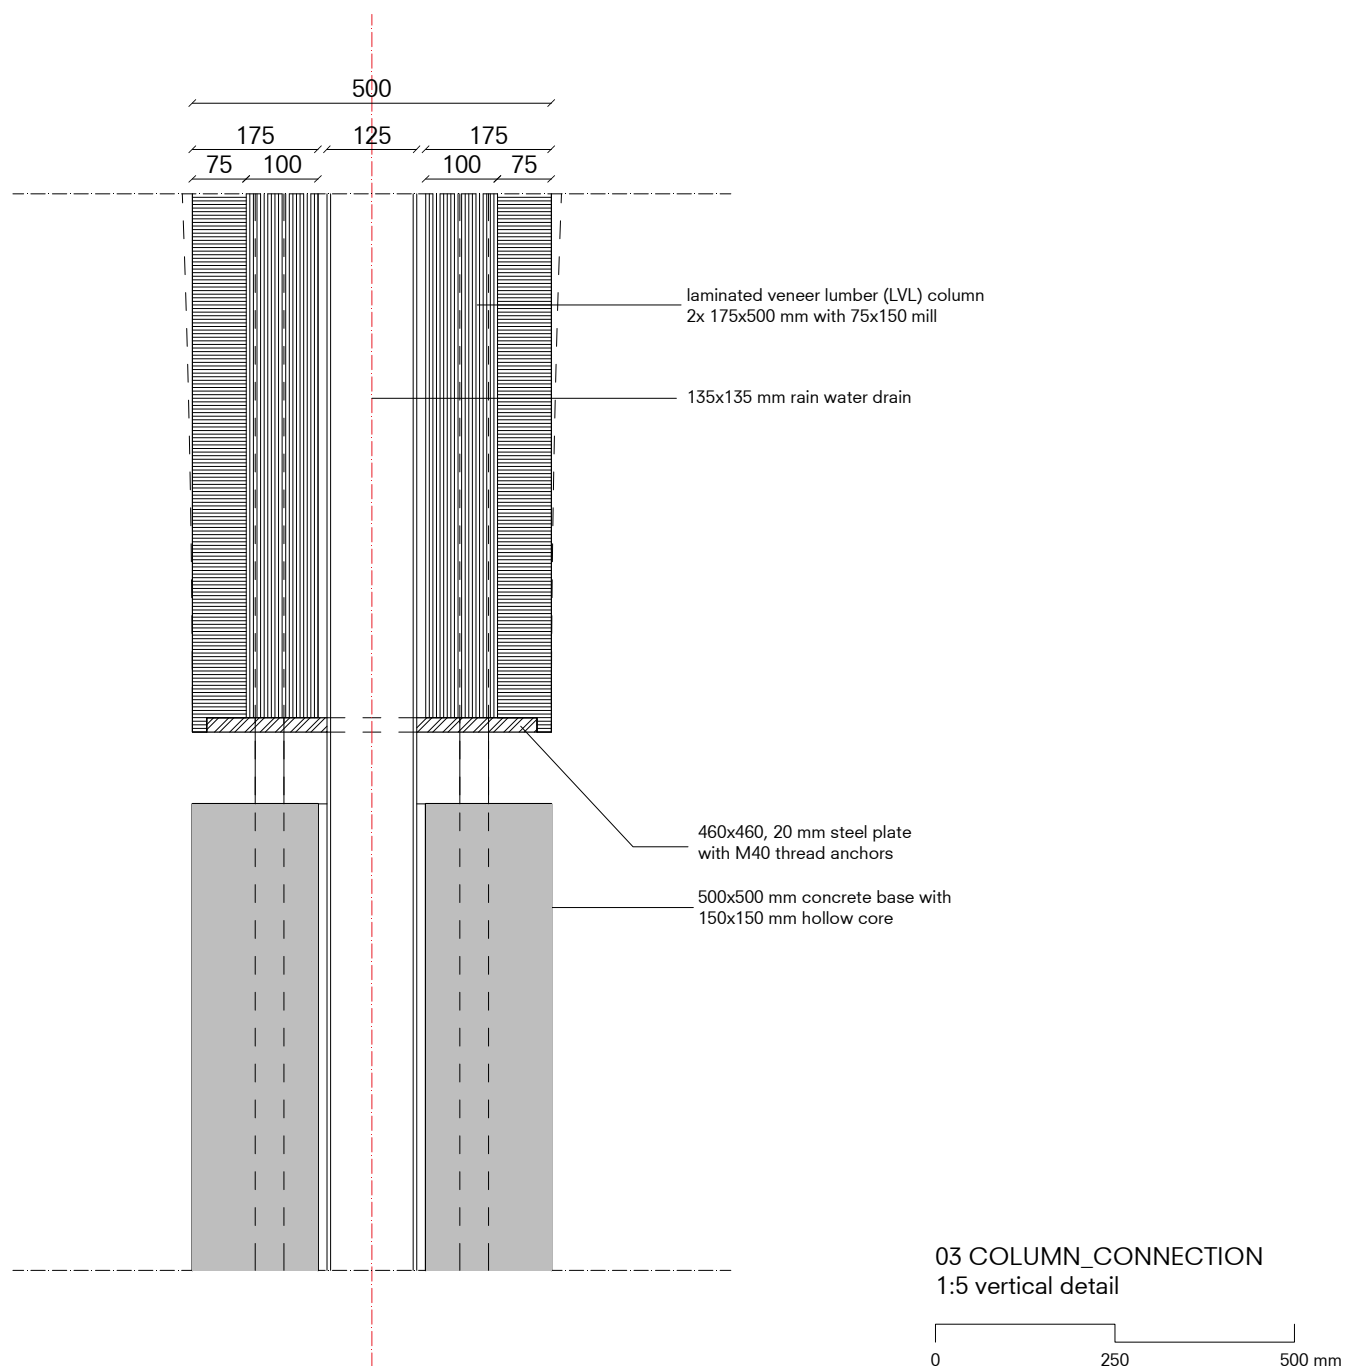 500
175 125 175
75 100 100 75
laminated veneer lumber (LVL) column
2x 175x500 mm with 75x150 mill
135x135 mm rain water drain
460x460, 20 mm steel plate
with M40 thread anchors
500x500 mm concrete base with
150x150 mm hollow core
03 COLUMN_CONNECTION
1:5 vertical detail
0 250 500 mm